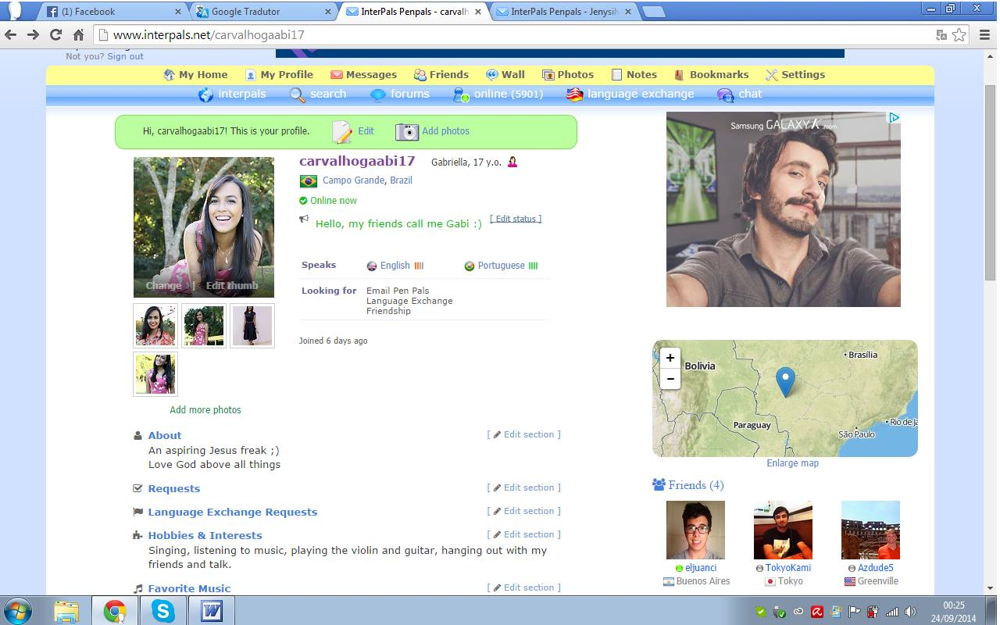 (1) Facebook
Google Tradutor
InterPals Penpals - carvalh
InterPals Penpals - Jenysil
www.interpals.net/carvalhogaabi17
Not you? Sign out
My Home My Profile Messages Friends Wall Photos Notes Bookmarks Settings
interpals search forums online (5901) language exchange chat
Hi, carvalhogaabi17! This is your profile. Edit Add photos
Samsung GALAXY K zoom
carvalhogaabi17 Gabriella, 17 y.o.
Campo Grande, Brazil
Online now
Hello, my friends call me Gabi :) [ Edit status ]
Speaks English Portuguese
Change | Edit thumb
Looking for Email Pen Pals
Language Exchange
Friendship
Joined 6 days ago
Add more photos
+
−
Bolivia
Brasília
Paraguay
São Paulo
Rio de Ja
Enlarge map
About [ Edit section ]
An aspiring Jesus freak ;)
Love God above all things
Requests [ Edit section ]
Language Exchange Requests [ Edit section ]
Hobbies & Interests [ Edit section ]
Singing, listening to music, playing the violin and guitar, hanging out with my
friends and talk.
Favorite Music [ Edit section ]
Friends (4)
eljuanci TokyoKami Azdude5
Buenos Aires Tokyo Greenville
00:25
24/09/2014